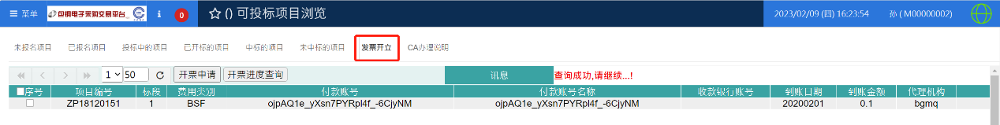 菜单 包钢电子采购交易平台 i 0 () 可投标项目浏览 2023/02/09 (四) 16:23:54 孙 ( M00000002)
未报名项目 已报名项目 投标中的项目 已开标的项目 中标的项目 未中标的项目 发票开立 CA办理说明
1 50 开票申请 开票进度查询 讯息 查询成功,请继续...!
序号 项目编号 标段 费用类别 付款账号 付款账号名称 收款银行账号 到账日期 到账金额 代理机构
ZP18120151 1 BSF ojpAQ1e_yXsn7PYRpl4f_-6CjyNM ojpAQ1e_yXsn7PYRpl4f_-6CjyNM 20200201 0.1 bgmq